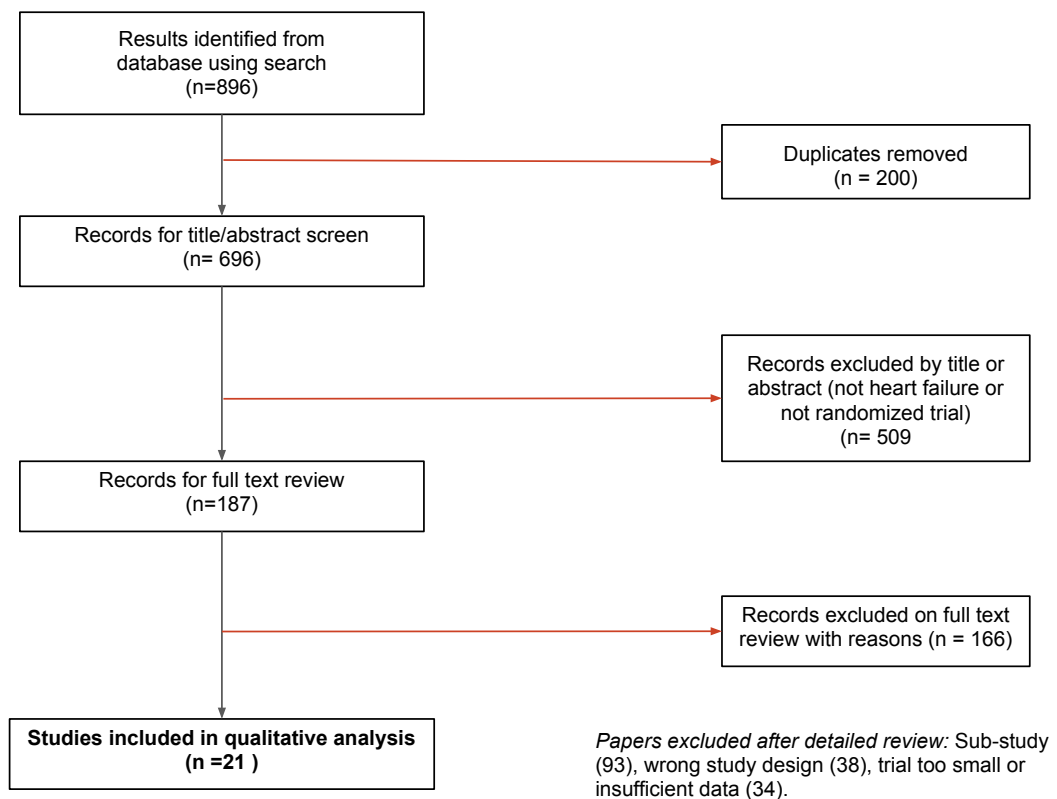 Results identified from
database using search
(n=896)
Duplicates removed
(n = 200)
Records for title/abstract screen
(n= 696)
Records excluded by title or
abstract (not heart failure or
not randomized trial)
(n= 509
Records for full text review
(n=187)
Records excluded on full text
review with reasons (n = 166)
Studies included in qualitative analysis
(n =21 )
Papers excluded after detailed review: Sub-study
(93), wrong study design (38), trial too small or
insufficient data (34).